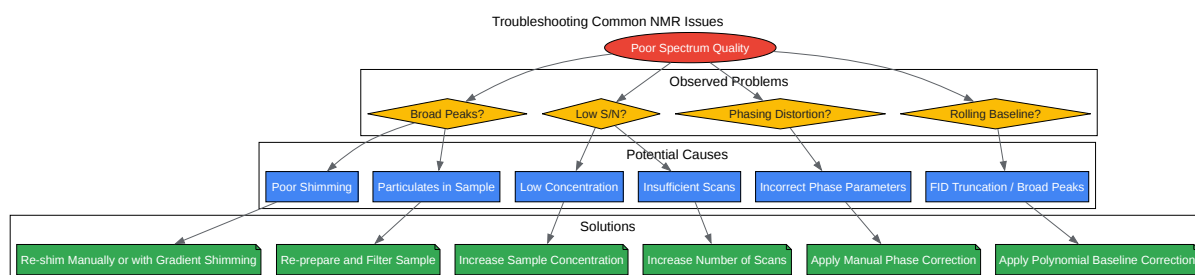 Troubleshooting Common NMR Issues
Poor Spectrum Quality
Observed Problems
Broad Peaks?
Low S/N?
Phasing Distortion?
Rolling Baseline?
Potential Causes
Poor Shimming
Particulates in Sample
Low Concentration
Insufficient Scans
Incorrect Phase Parameters
FID Truncation / Broad Peaks
Solutions
Re-shim Manually or with Gradient Shimming
Re-prepare and Filter Sample
Increase Sample Concentration
Increase Number of Scans
Apply Manual Phase Correction
Apply Polynomial Baseline Correction